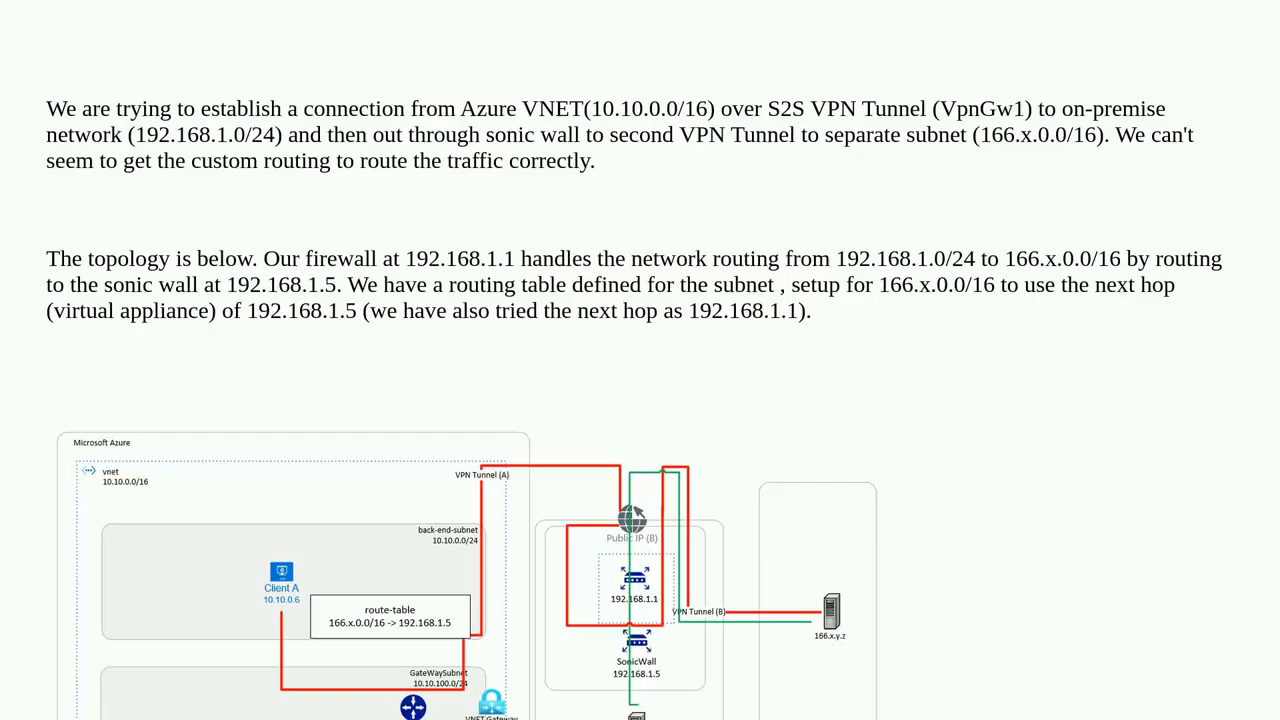 We are trying to establish a connection from Azure VNET(10.10.0.0/16) over S2S VPN Tunnel (VpnGw1) to on-premise
network (192.168.1.0/24) and then out through sonic wall to second VPN Tunnel to separate subnet (166.x.0.0/16). We can't
seem to get the custom routing to route the traffic correctly.
The topology is below. Our firewall at 192.168.1.1 handles the network routing from 192.168.1.0/24 to 166.x.0.0/16 by routing
to the sonic wall at 192.168.1.5. We have a routing table defined for the subnet , setup for 166.x.0.0/16 to use the next hop
(virtual appliance) of 192.168.1.5 (we have also tried the next hop as 192.168.1.1).
Microsoft Azure
vnet
10.10.0.0/16
VPN Tunnel (A)
back-end-subnet
10.10.0.0/24
Client A
10.10.0.6
route-table
166.x.0.0/16 -> 192.168.1.5
GateWaySubnet
10.10.100.0/24
VNET Gateway
Public IP (B)
192.168.1.1
VPN Tunnel (B)
SonicWall
192.168.1.5
166.x.y.z